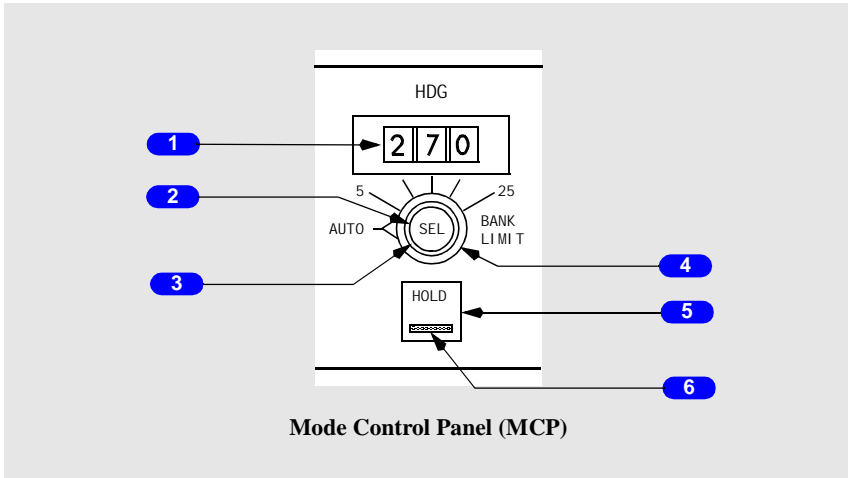 HDG
1
270
2
5
25
AUTO
SEL
BANK
LIMIT
3
4
HOLD
5
6
Mode Control Panel (MCP)